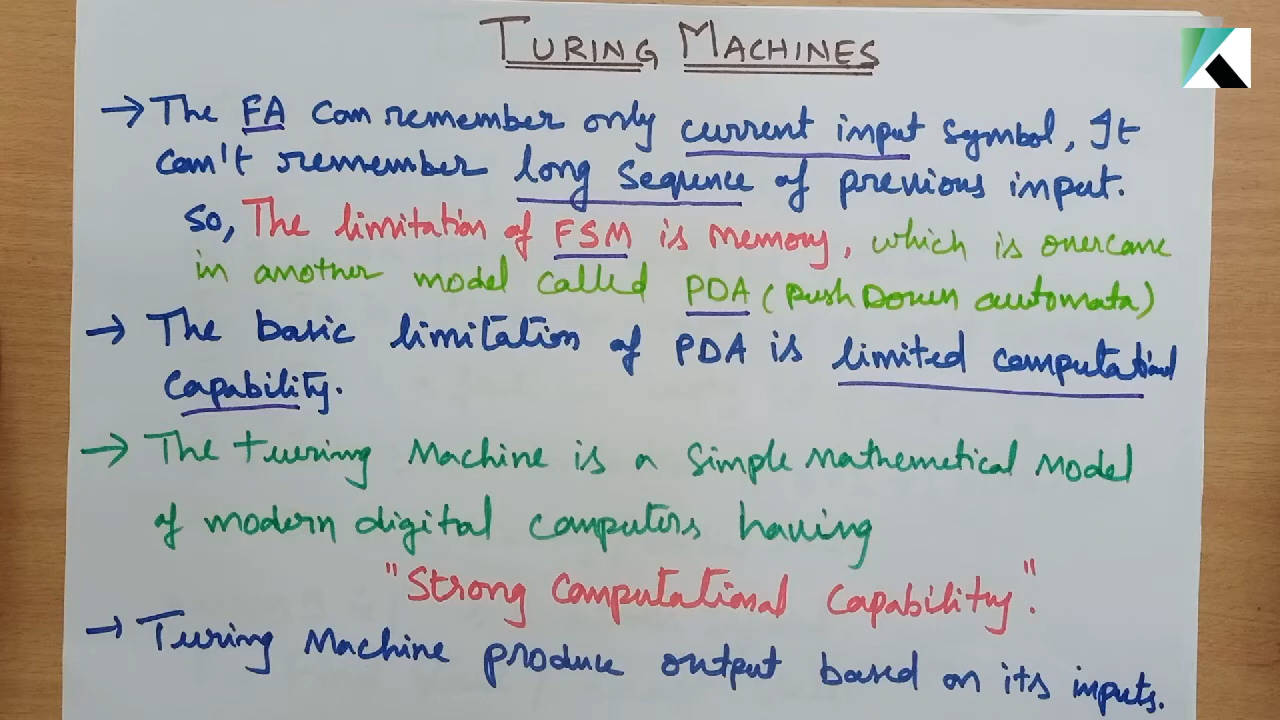 TURING MACHINES
→ The FA can remember only current input symbol, It
can't remember long sequence of previous input.
so, The limitation of FSM is memory, which is overcame
in another model called PDA (Push Down automata)
→ The basic limitation of PDA is limited computational
capability.
→ The turing Machine is a simple mathemetical model
of modern digital computers having
"Strong Computational Capability."
→ Turing Machine produce output based on its inputs.